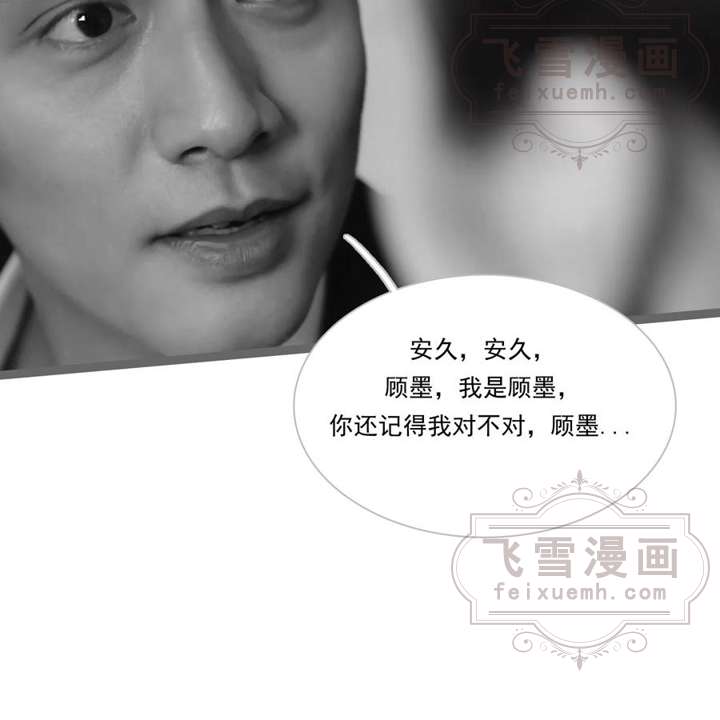 飞雪漫画
feixuemh.com
安久，安久，
顾墨，我是顾墨，
你还记得我对不对，顾墨...
飞雪漫画
feixuemh.com